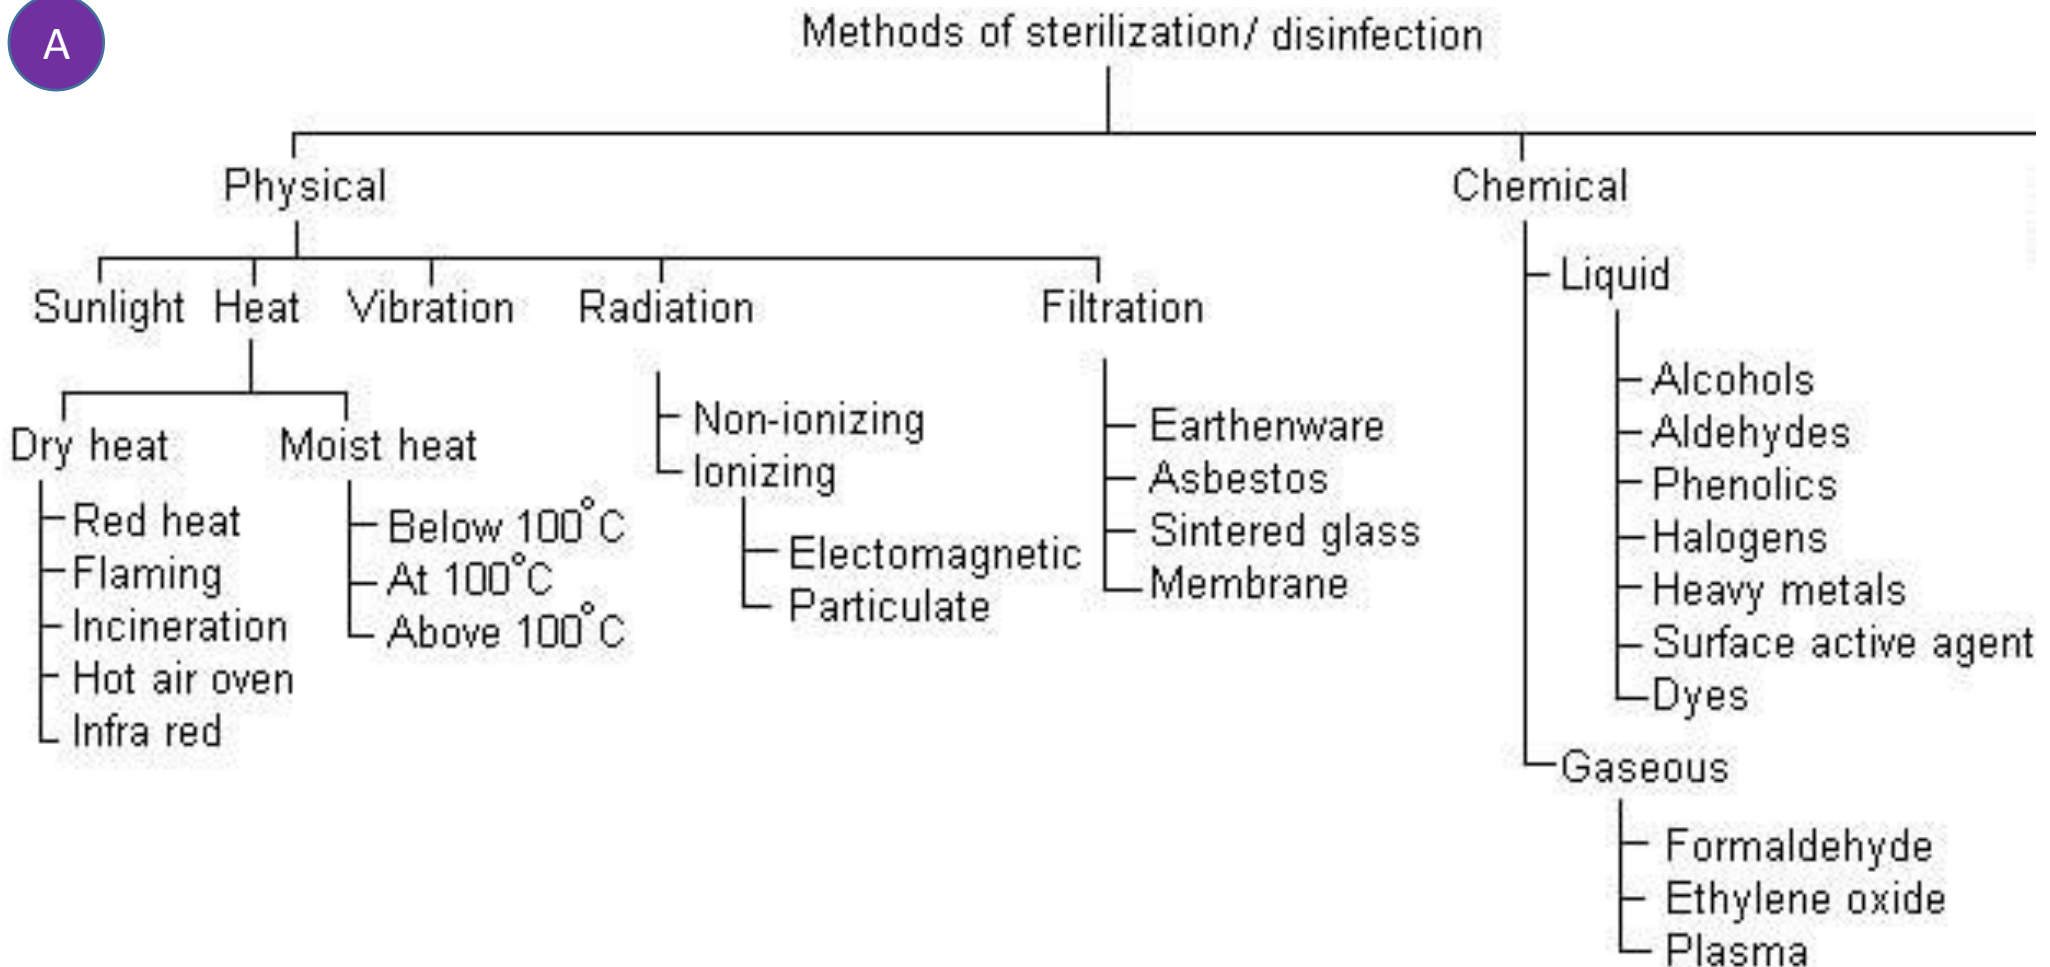 A
Methods of sterilization/ disinfection
Physical
Chemical
Sunlight
Heat
Vibration
Radiation
Filtration
Dry heat
Red heat
Flaming
Incineration
Hot air oven
Infra red
Moist heat
Below 100°C
At 100°C
Above 100°C
Non-ionizing
Ionizing
Electomagnetic
Particulate
Earthenware
Asbestos
Sintered glass
Membrane
Liquid
Alcohols
Aldehydes
Phenolics
Halogens
Heavy metals
Surface active agent
Dyes
Gaseous
Formaldehyde
Ethylene oxide
Plasma